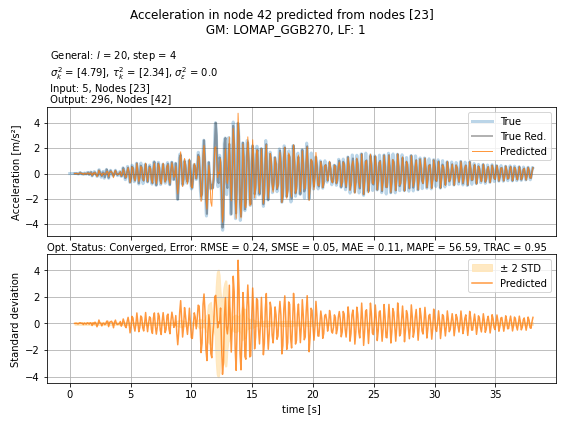 Acceleration in node 42 predicted from nodes [23]
GM: LOMAP_GGB270, LF: 1
General: l = 20, step = 4
σ²ₖ = [4.79], τ²ₖ = [2.34], σ²ε = 0.0
Input: 5, Nodes [23]
Output: 296, Nodes [42]
Acceleration [m/s²]
4
2
0
−2
−4
True
True Red.
Predicted
Opt. Status: Converged, Error: RMSE = 0.24, SMSE = 0.05, MAE = 0.11, MAPE = 56.59, TRAC = 0.95
Standard deviation
4
2
0
−2
−4
± 2 STD
Predicted
0 5 10 15 20 25 30 35
time [s]